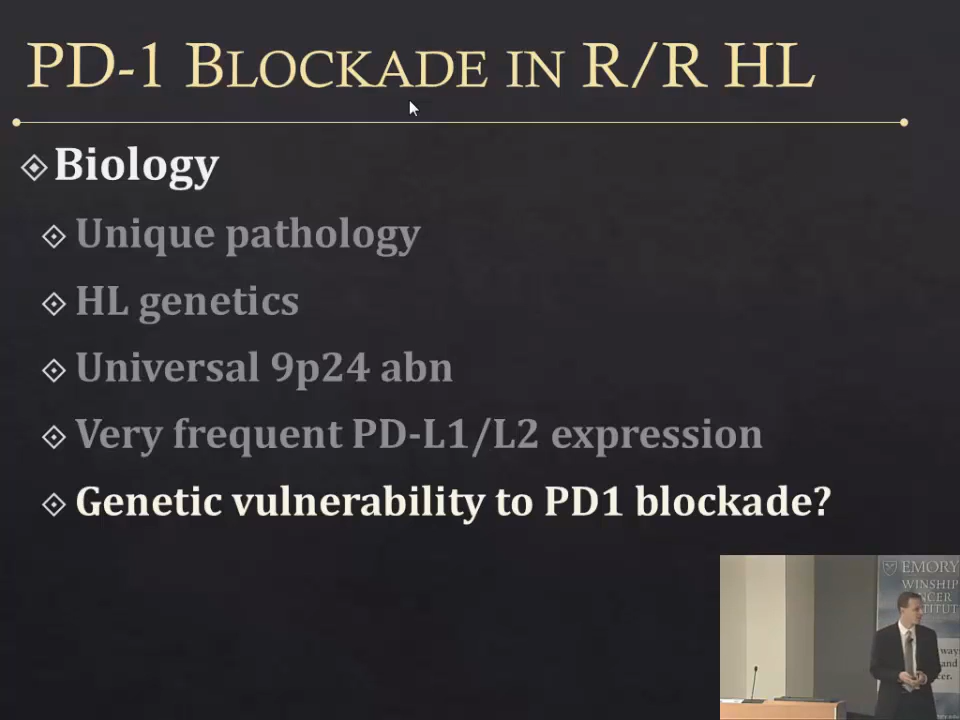 PD-1 BLOCKADE IN R/R HL
Biology
Unique pathology
HL genetics
Universal 9p24 abn
Very frequent PD-L1/L2 expression
Genetic vulnerability to PD1 blockade?
EMORY
WINSHIP